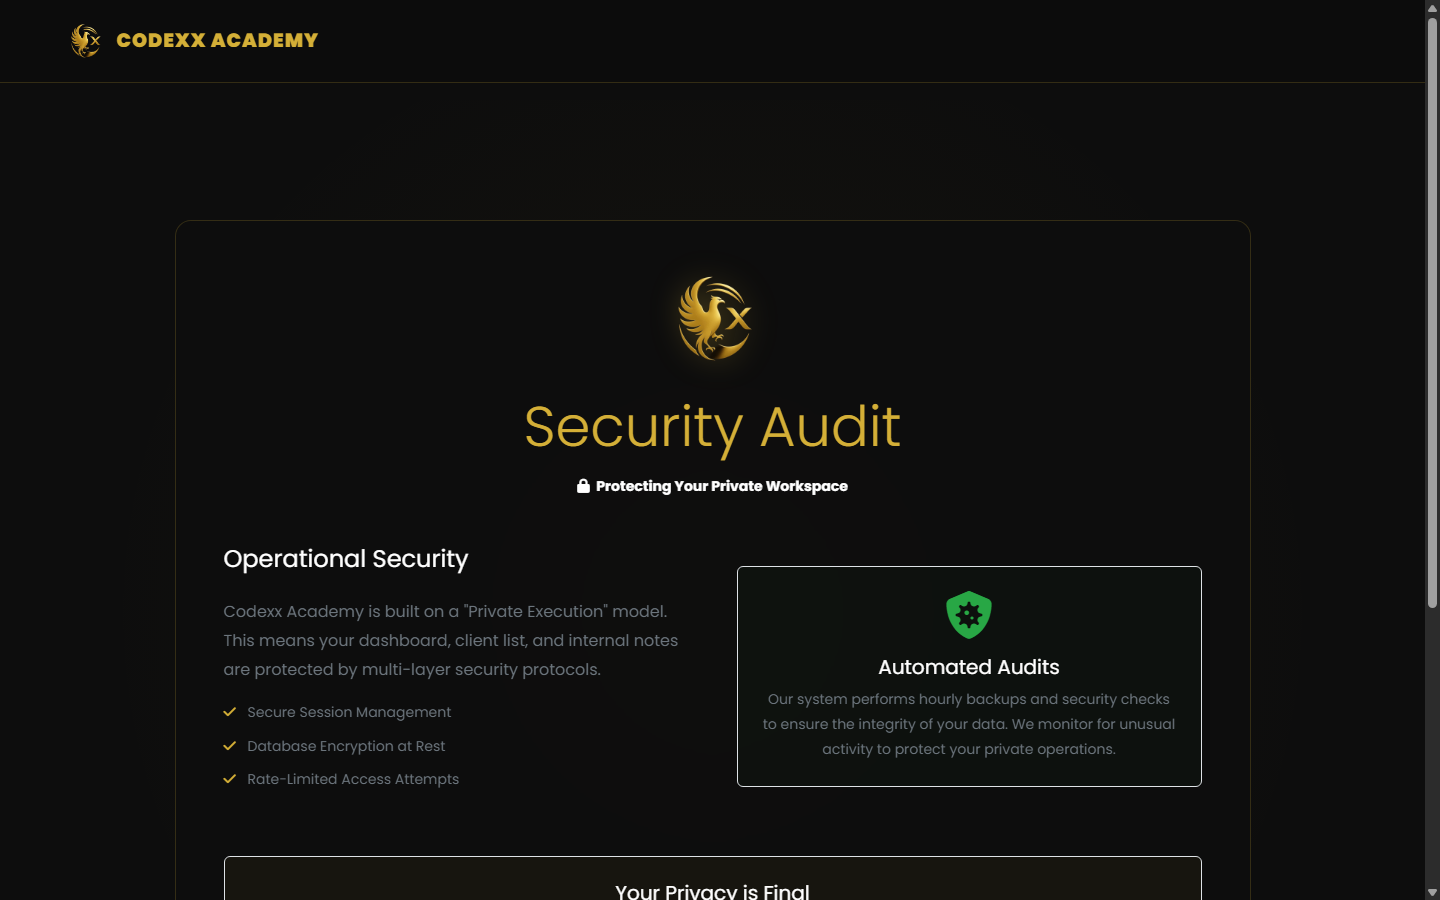 CODEXX ACADEMY
X
Security Audit
Protecting Your Private Workspace
Operational Security
Codexx Academy is built on a "Private Execution" model.
This means your dashboard, client list, and internal notes
are protected by multi-layer security protocols.
Secure Session Management
Database Encryption at Rest
Rate-Limited Access Attempts
Automated Audits
Our system performs hourly backups and security checks
to ensure the integrity of your data. We monitor for unusual
activity to protect your private operations.
Your Privacy is Final